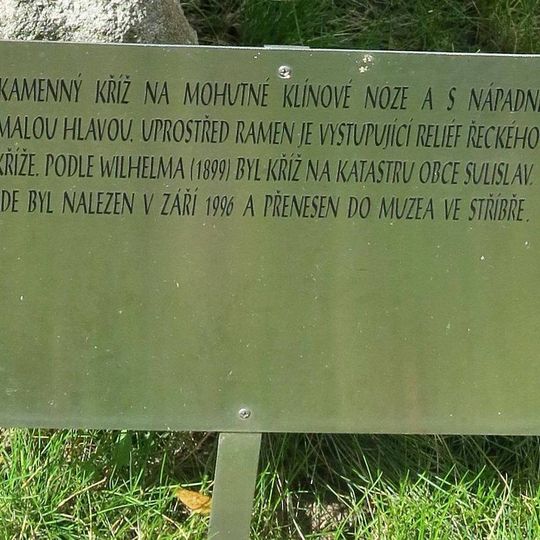 KAMENNÝ KŘÍŽ NA MOHUTNÉ KLÍNOVÉ NOZE A S NÁPADN
MALOU HLAVOU. UPROSTŘED RAMEN JE VYSTUPUJÍCÍ RELIÉF ŘECKÉHO
KŘÍŽE. PODLE WILHELMA (1899) BYL KŘÍŽ NA KATASTRU OBCE SULISLAV.
DE BYL NALEZEN V ZÁŘÍ 1996 A PŘENESEN DO MUZEA VE STŘÍBŘE.